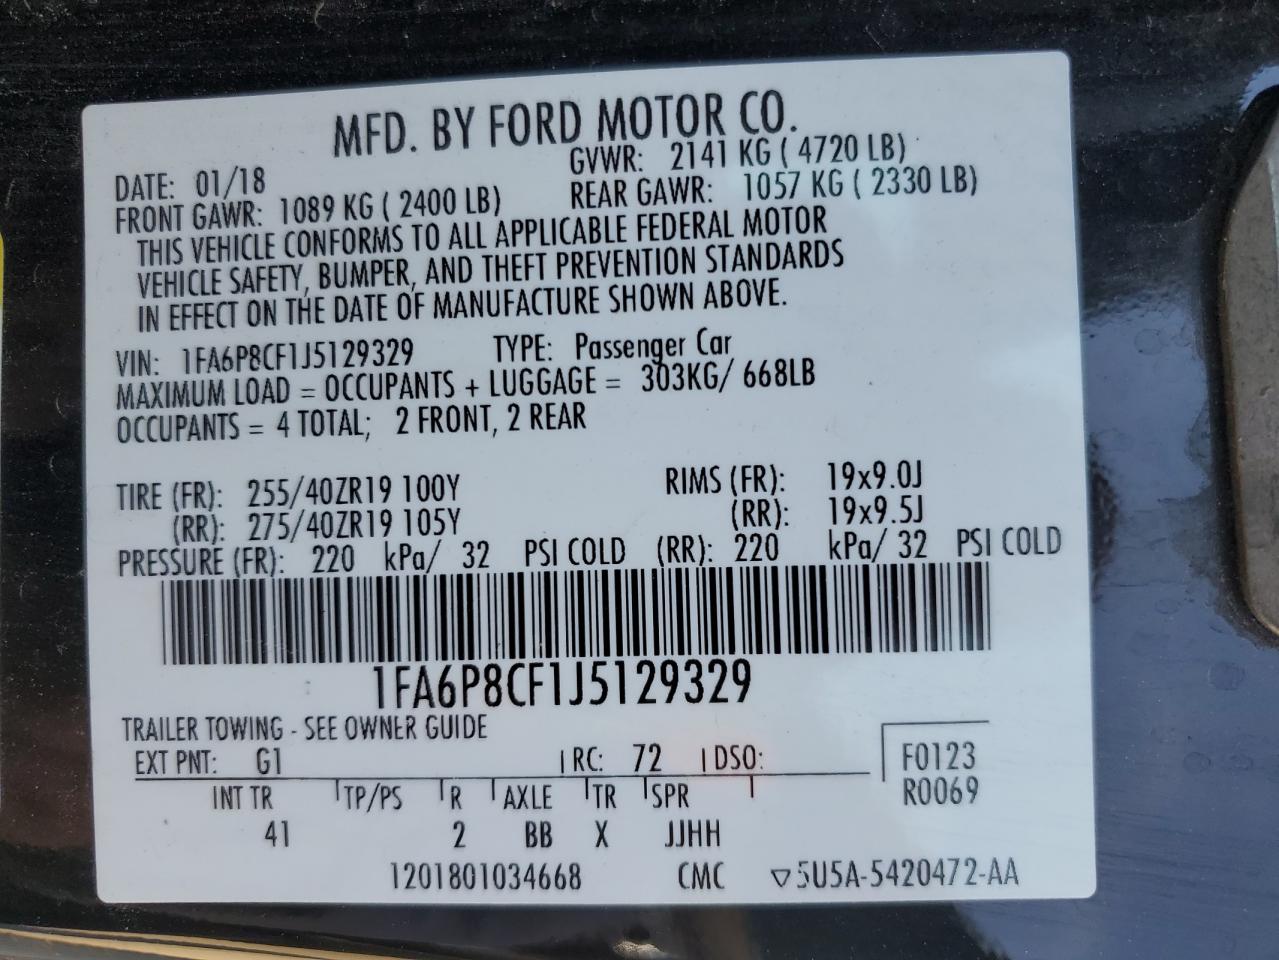 MFD. BY FORD MOTOR CO.
DATE: 01/18 GVWR: 2141 KG ( 4720 LB)
FRONT GAWR: 1089 KG ( 2400 LB) REAR GAWR: 1057 KG ( 2330 LB)
THIS VEHICLE CONFORMS TO ALL APPLICABLE FEDERAL MOTOR
VEHICLE SAFETY, BUMPER, AND THEFT PREVENTION STANDARDS
IN EFFECT ON THE DATE OF MANUFACTURE SHOWN ABOVE.
VIN: 1FA6P8CF1J5129329 TYPE: Passenger Car
MAXIMUM LOAD = OCCUPANTS + LUGGAGE = 303KG/ 668LB
OCCUPANTS = 4 TOTAL; 2 FRONT, 2 REAR
TIRE (FR): 255/40ZR19 100Y RIMS (FR): 19x9.0J
(RR): 275/40ZR19 105Y (RR): 19x9.5J
PRESSURE (FR): 220 kPa/ 32 PSI COLD (RR): 220 kPa/ 32 PSI COLD
1FA6P8CF1J5129329
TRAILER TOWING - SEE OWNER GUIDE
EXT PNT: G1 RC: 72 DSO: F0123
INT TR TP/PS R AXLE TR SPR R0069
41 2 BB X JJHH
1201801034668 CMC ▽5U5A-5420472-AA